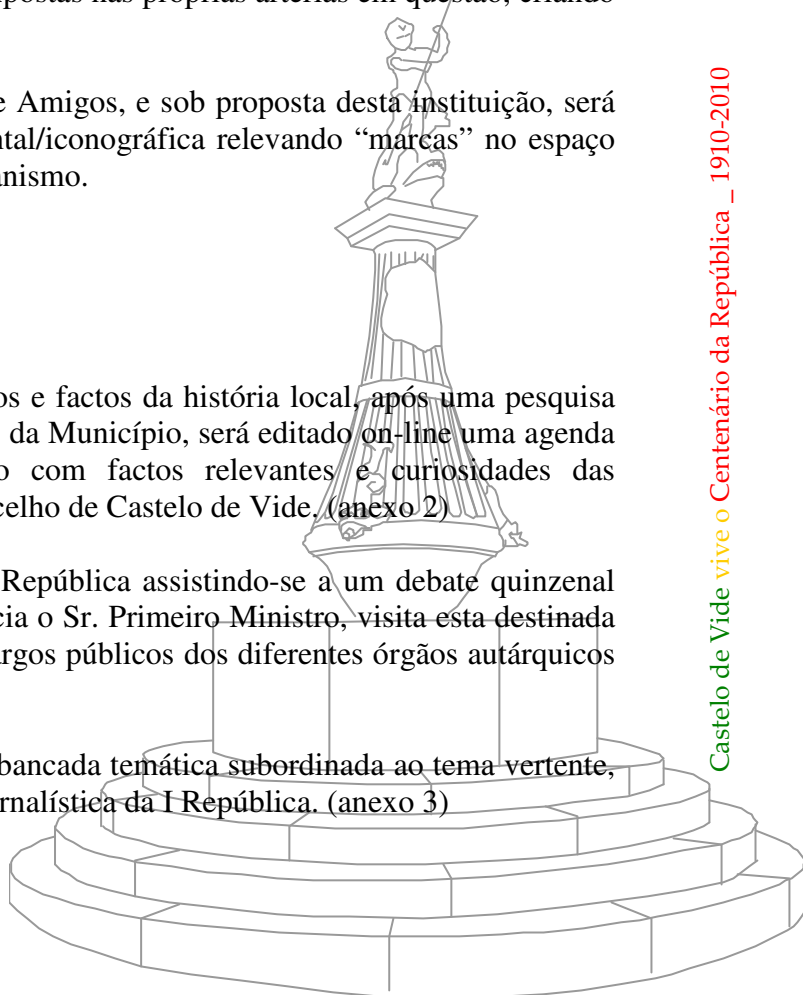 postas nas próprias artérias em questão, criando
e Amigos, e sob proposta desta instituição, será
ntal/iconográfica relevando “marcas” no espaço
anismo.
os e factos da história local, após uma pesquisa
da Município, será editado on-line uma agenda
o com factos relevantes e curiosidades das
celho de Castelo de Vide. (anexo 2)
República assistindo-se a um debate quinzenal
cia o Sr. Primeiro Ministro, visita esta destinada
argos públicos dos diferentes órgãos autárquicos
bancada temática subordinada ao tema vertente,
rnalística da I República. (anexo 3)
Castelo de Vide vive o Centenário da República _ 1910-2010